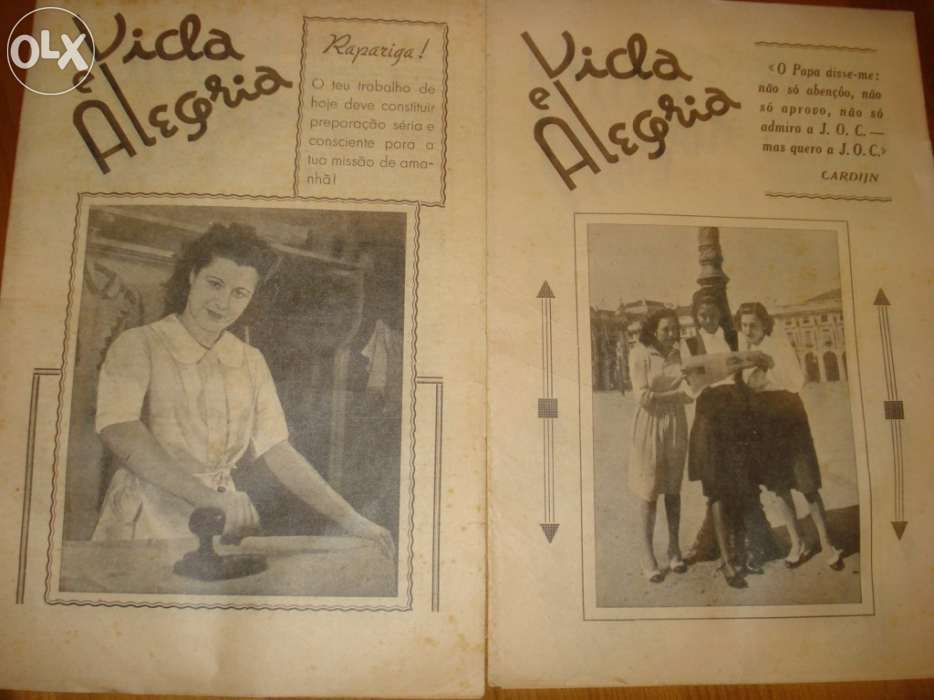 OLX
Vida
e
Alegria
Rapariga!
O teu trabalho de
hoje deve constituir
preparação séria e
consciente para a
tua missão de ama-
nhã!
Vida
e
Alegria
«O Papa disse-me:
não só abençôo, não
só aprovo, não só
admiro a J. O. C. —
mas quero a J. O. C.»
CARDIJN